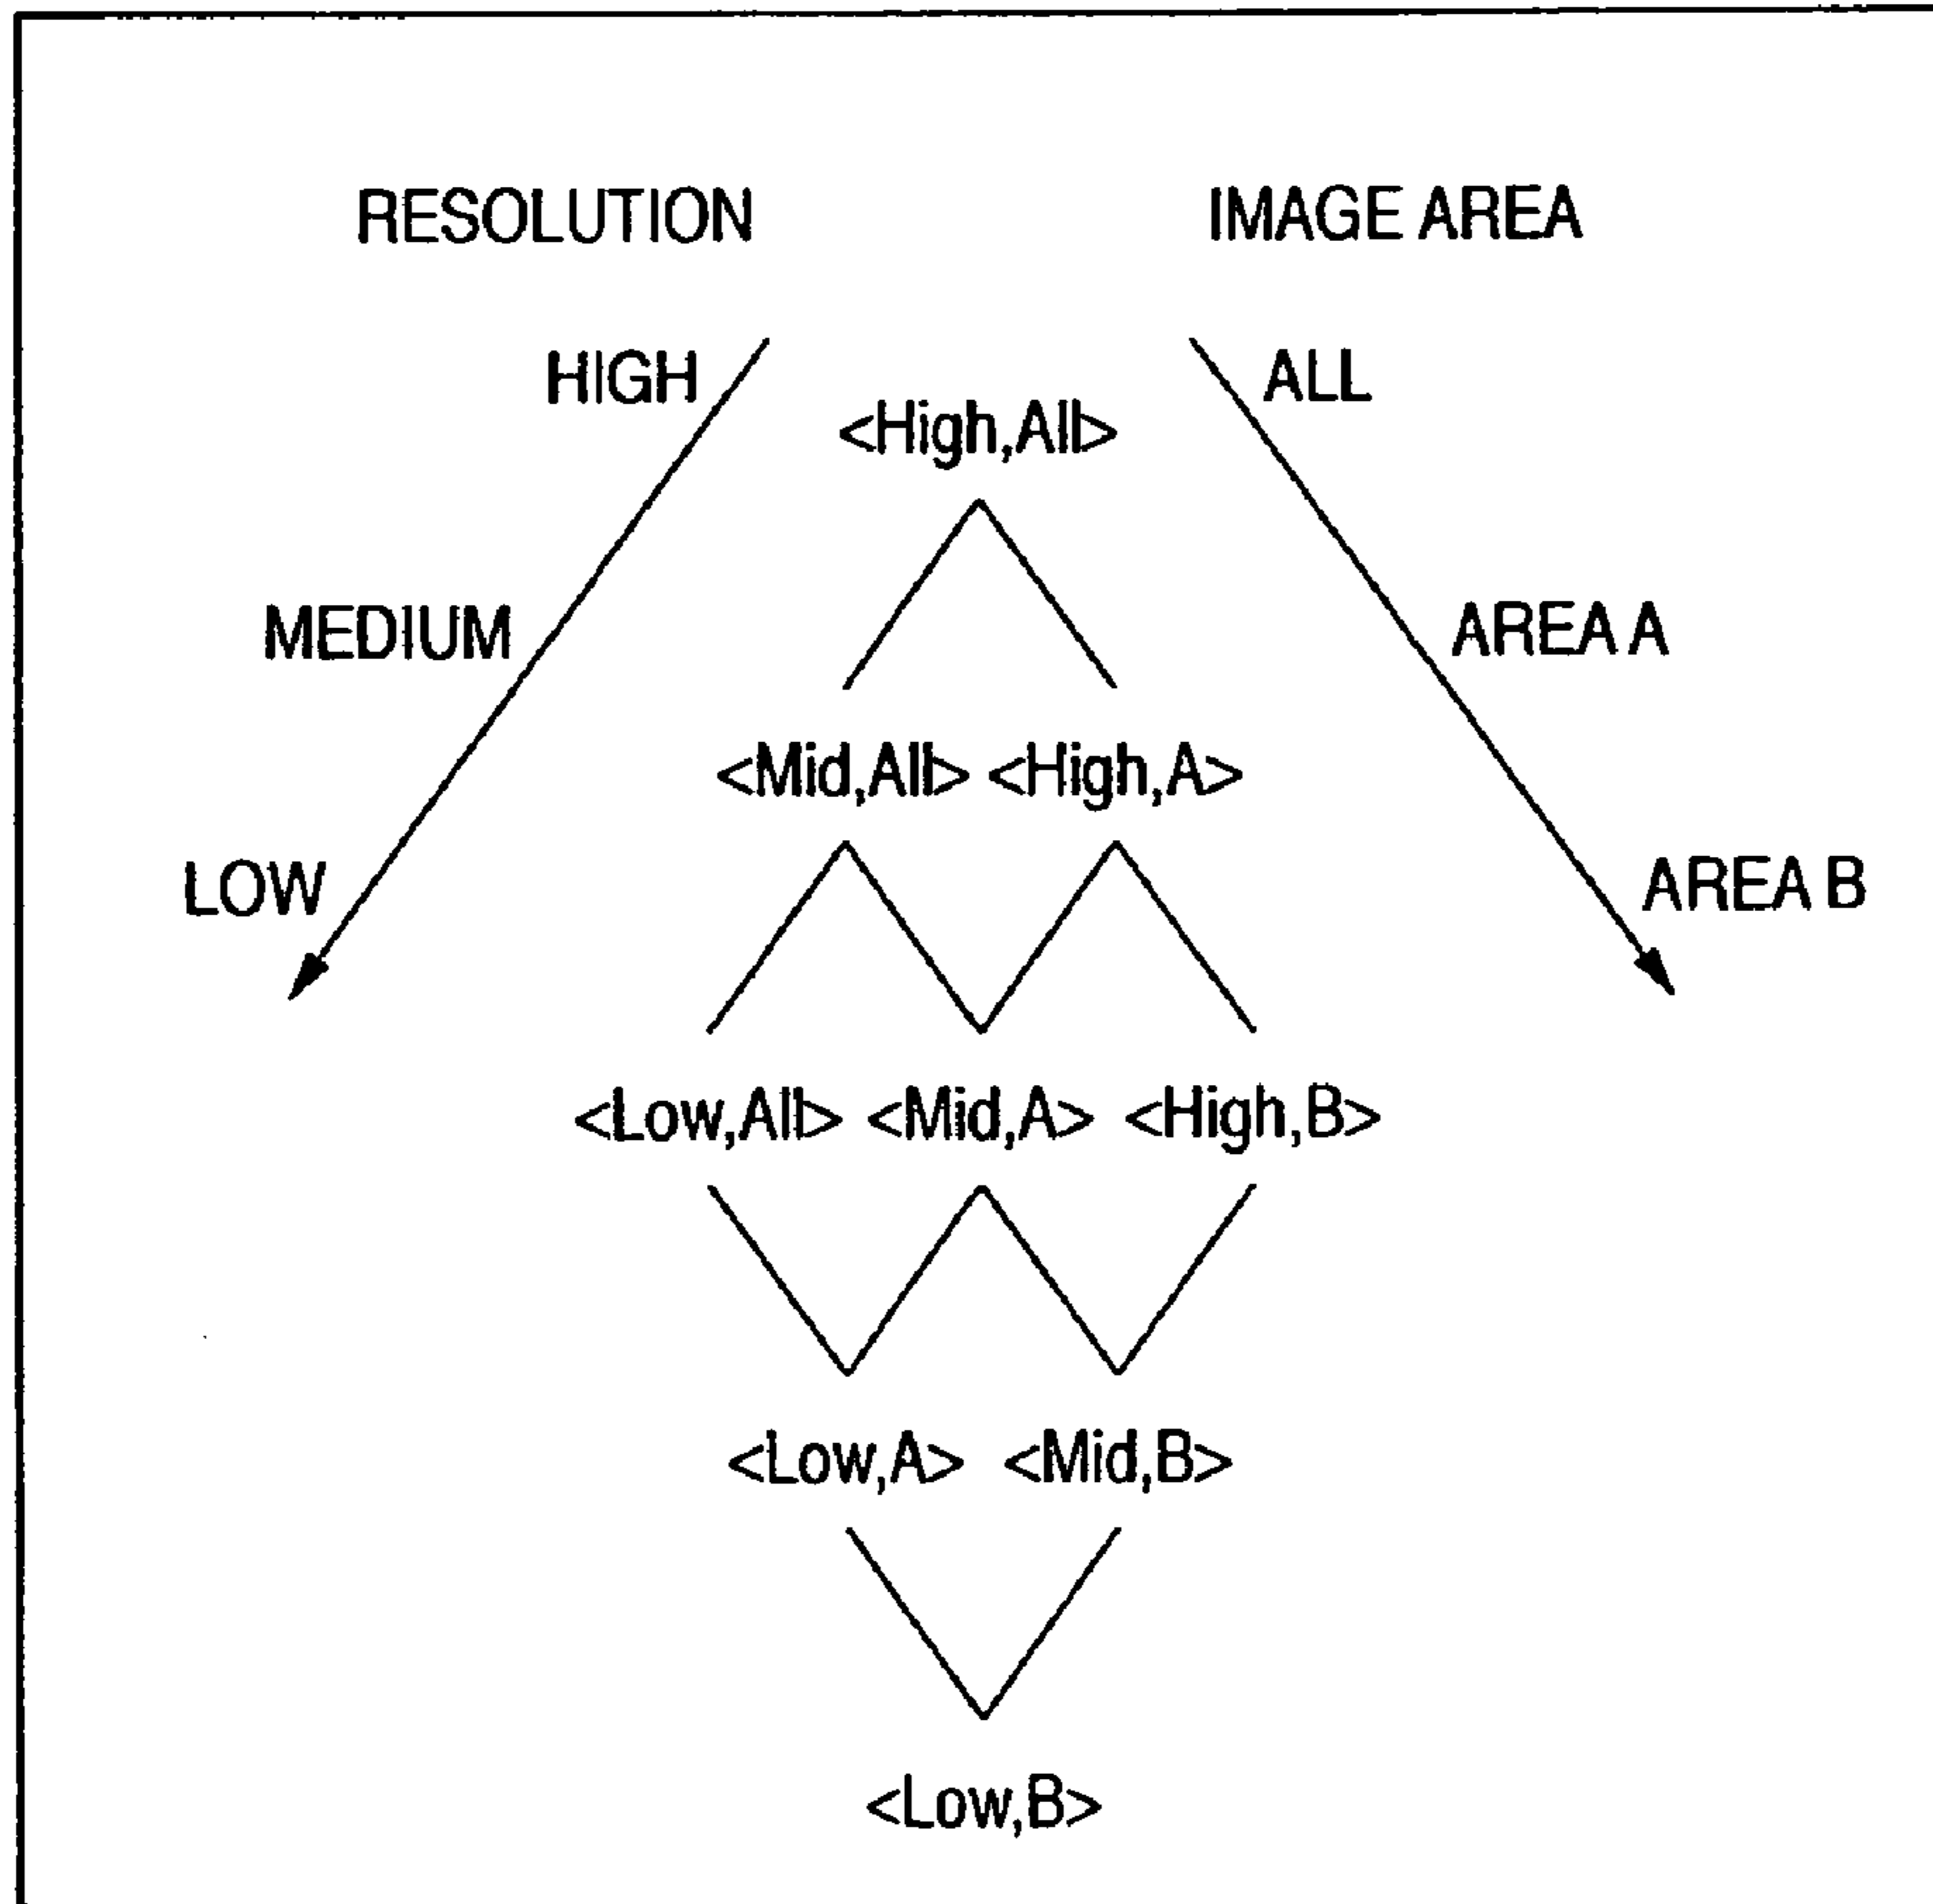 RESOLUTION IMAGE AREA
HIGH ALL
<High,All>
MEDIUM AREA A
<Mid,All> <High,A>
LOW AREA B
<Low,All> <Mid,A> <High,B>
<Low,A> <Mid,B>
<Low,B>